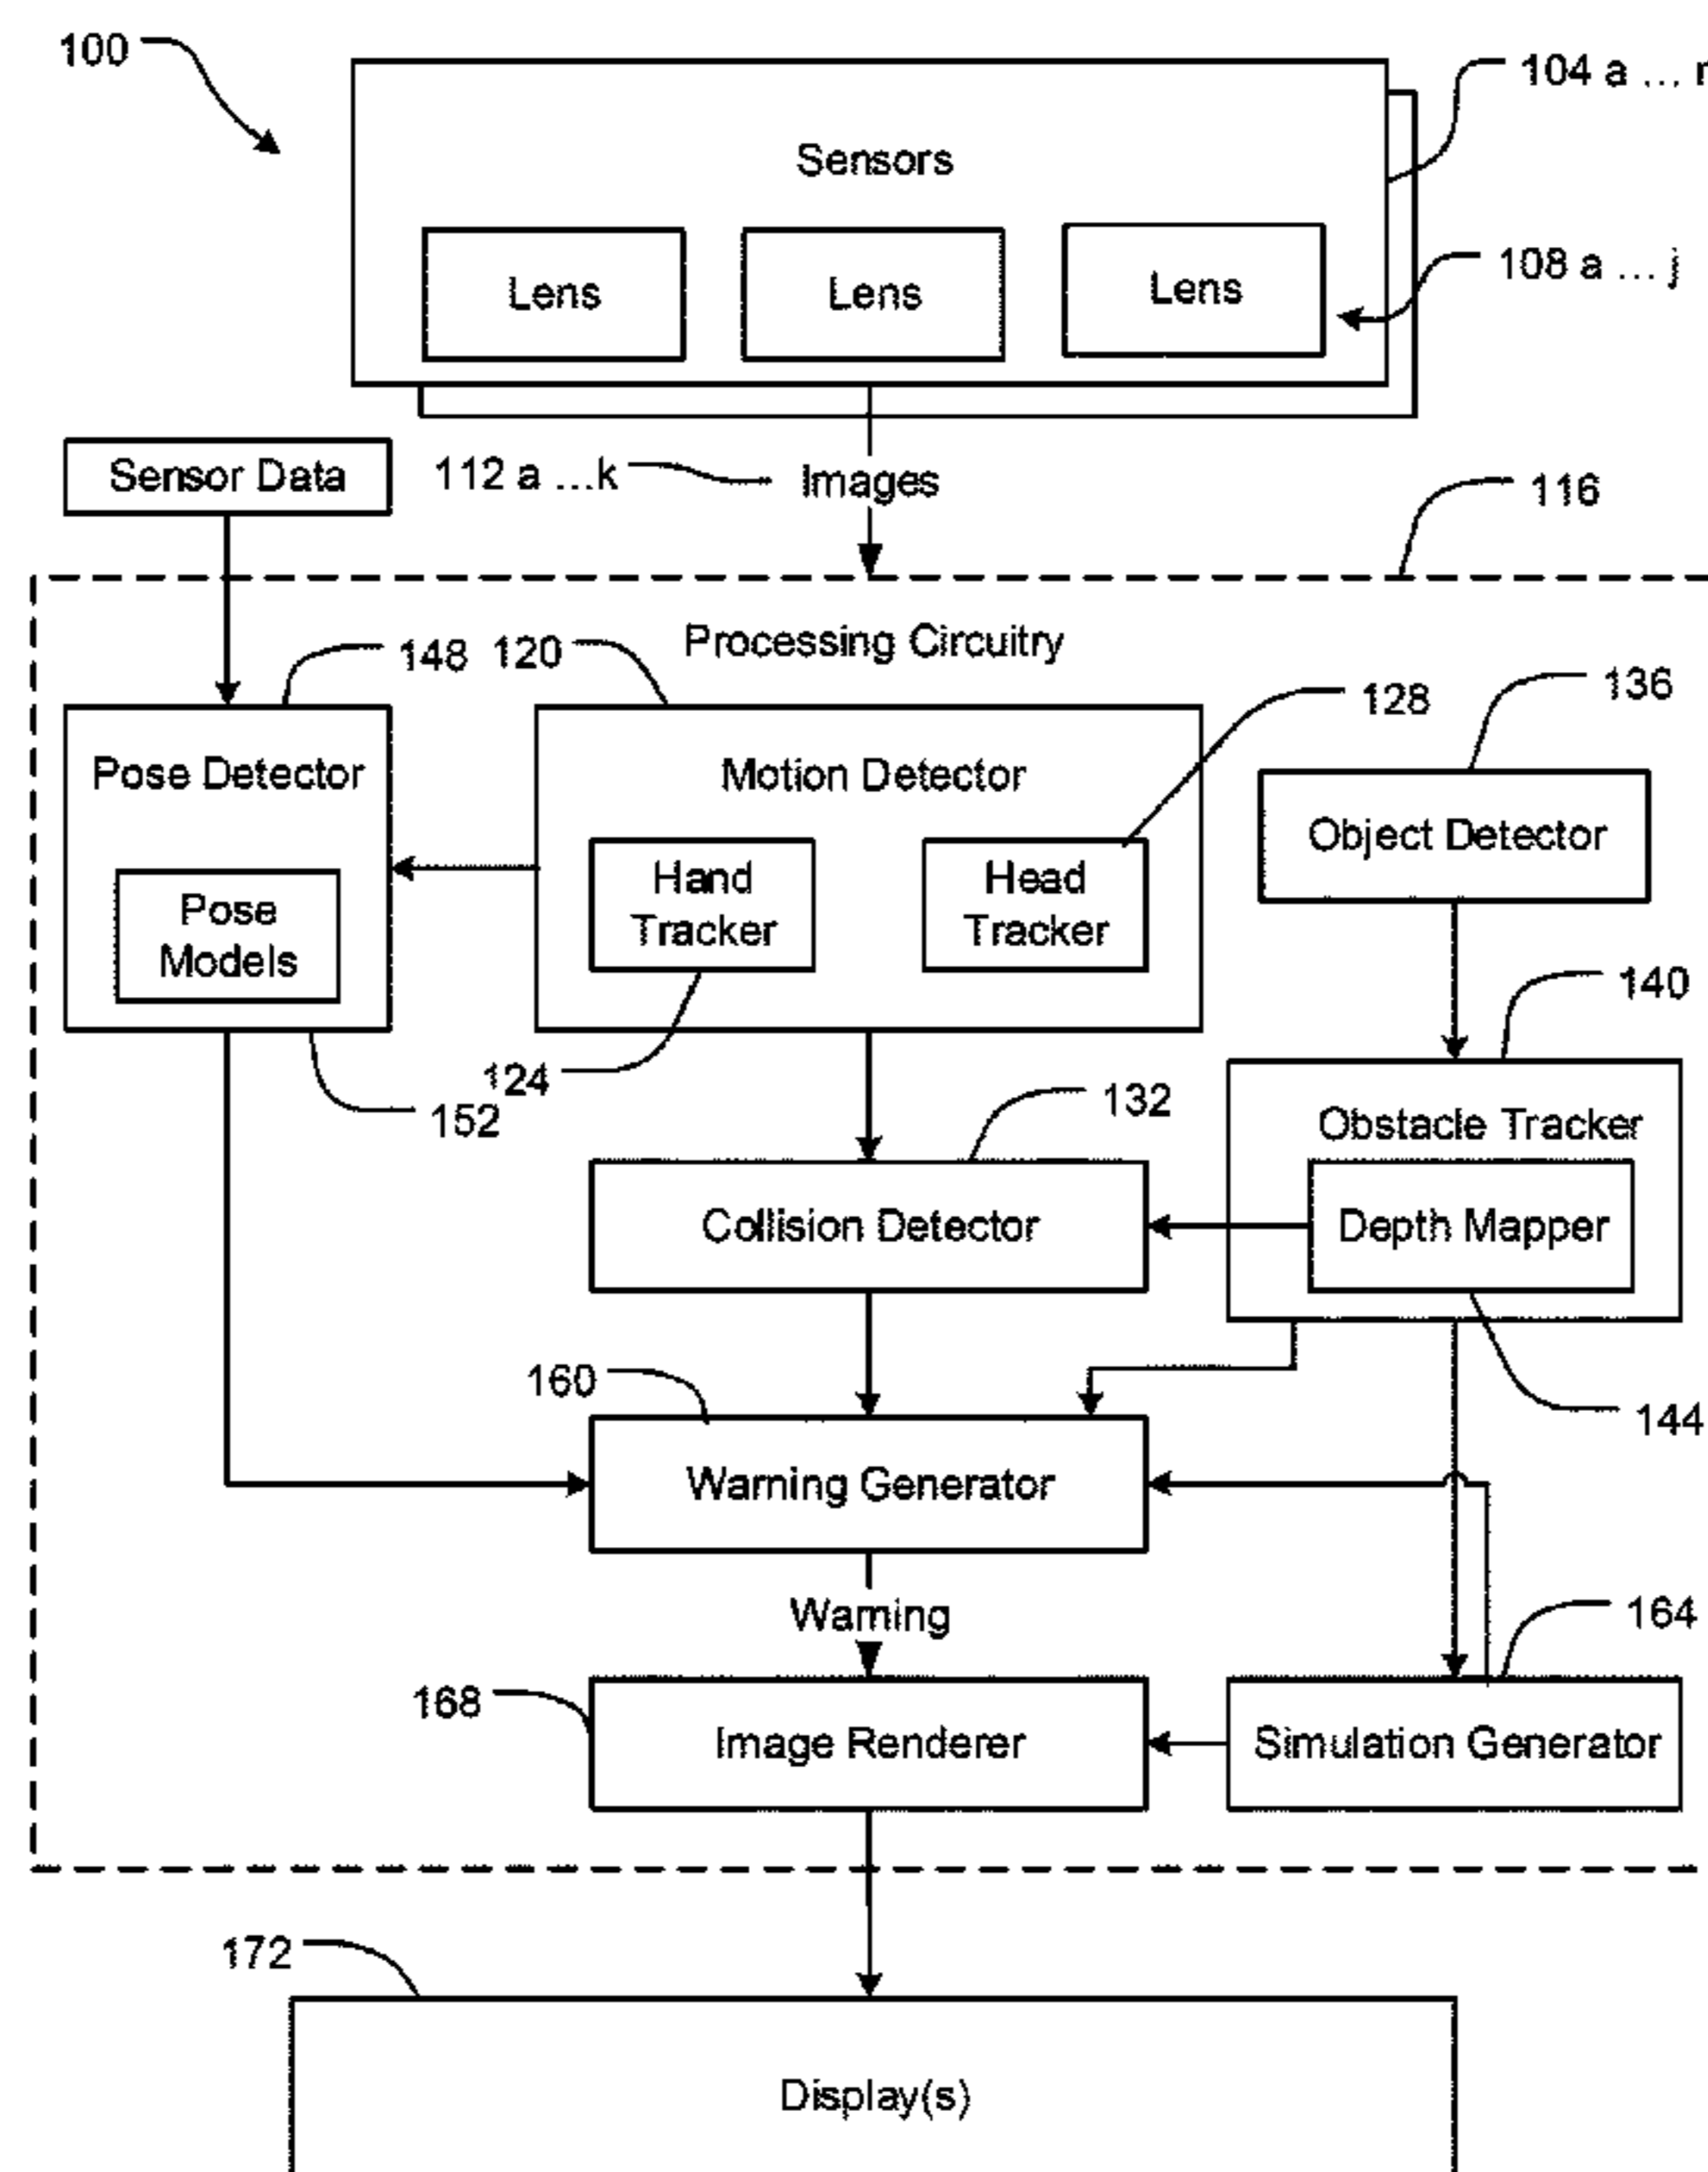 100
104 a ...
Sensors
Lens
Lens
Lens
108 a ... j
Sensor Data
112 a ...k
Images
116
Processing Circuitry
148
120
136
128
Pose Detector
Motion Detector
Object Detector
Pose
Models
Hand
Tracker
Head
Tracker
140
124
152
132
Obstacle Tracker
Collision Detector
Depth Mapper
160
144
Warning Generator
Warning
164
168
Image Renderer
Simulation Generator
172
Display(s)